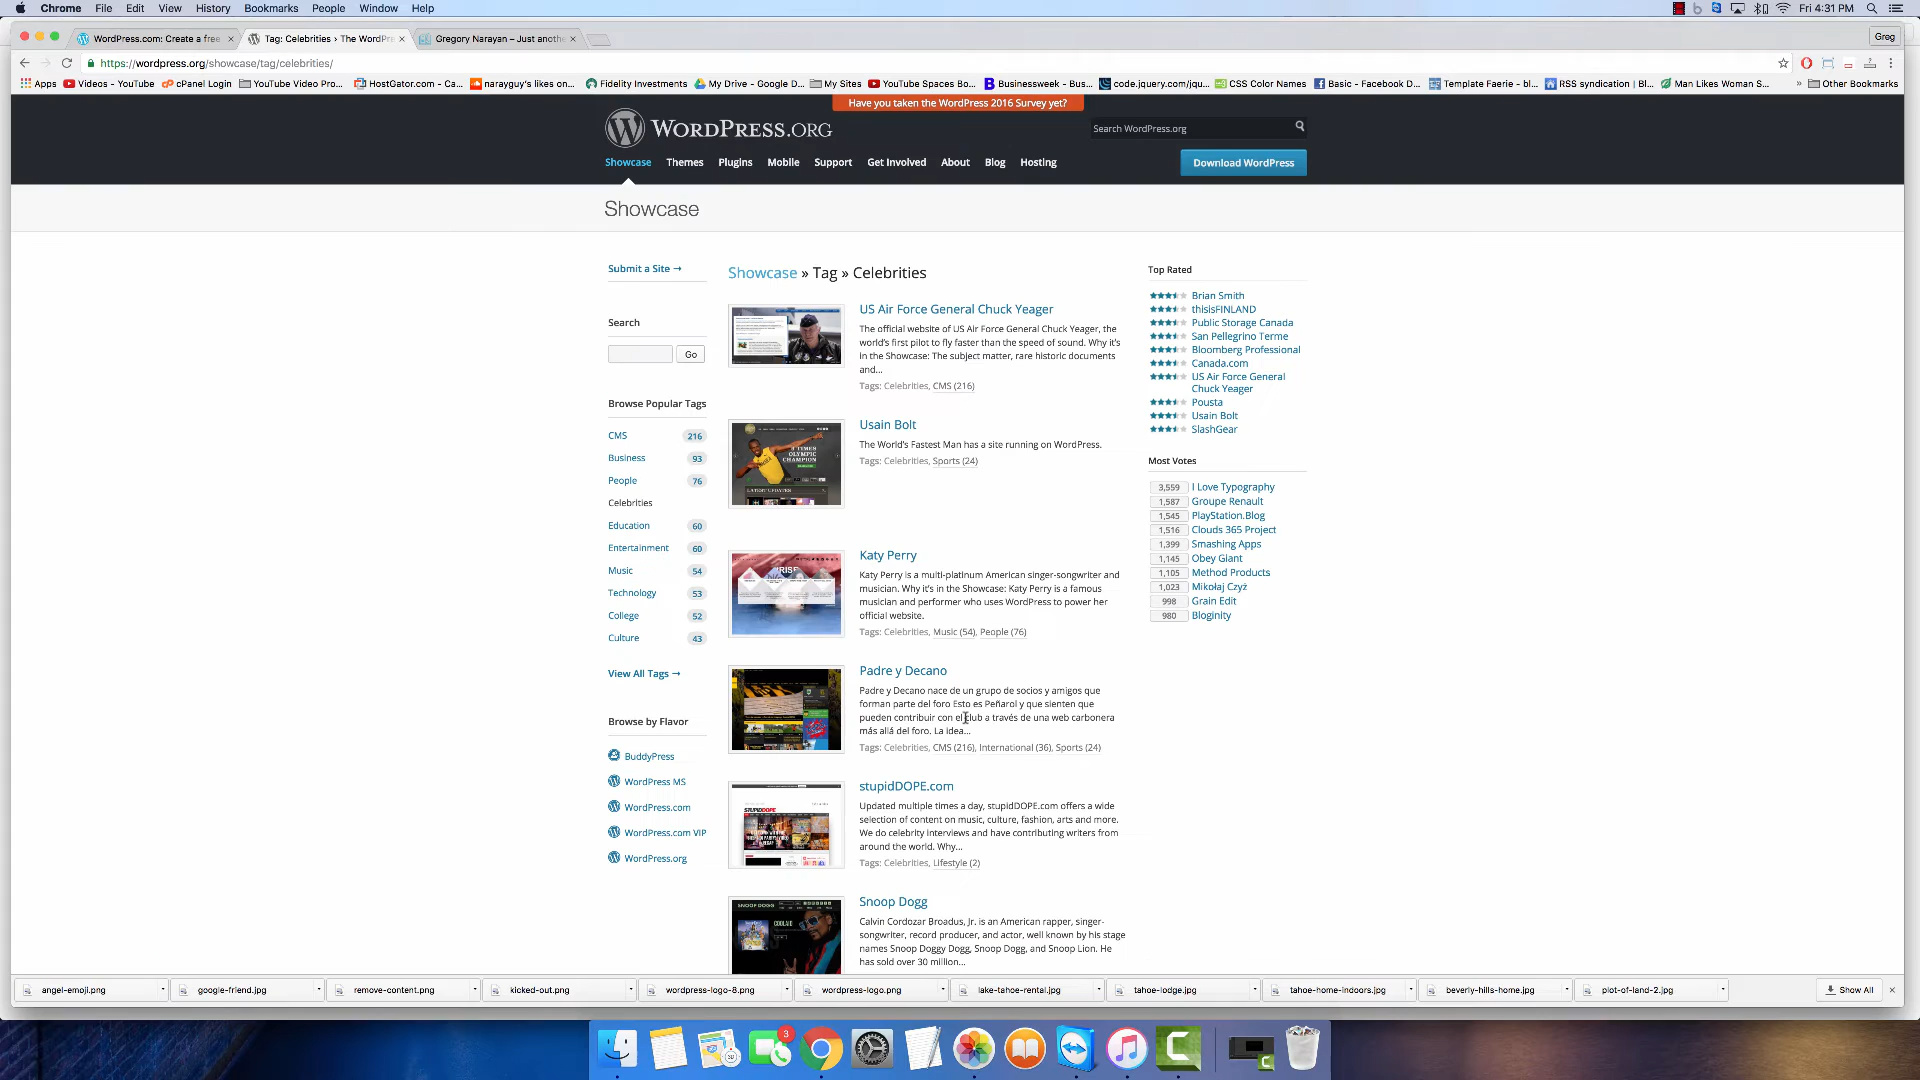 Chrome File Edit View History Bookmarks People Window Help Fri 4:31 PM
WordPress.com: Create a free Tag: Celebrities › The WordPr Gregory Narayan – Just anoth Greg
https://wordpress.org/showcase/tag/celebrities/
Apps Videos - YouTube cPanel Login YouTube Video Pro... HostGator.com - Ca... narayguy's likes on... Fidelity Investments My Drive - Google D... My Sites YouTube Spaces Bo... Businessweek - Bus... code.jquery.com/jqu... CSS Color Names Basic - Facebook D... Template Faerie - bl... RSS syndication | B... Man Likes Woman S... » Other Bookmarks
Have you taken the WordPress 2016 Survey yet?
WORDPRESS.ORG
Search WordPress.org
Showcase Themes Plugins Mobile Support Get Involved About Blog Hosting Download WordPress
Showcase
Submit a Site →
Search
Go
Browse Popular Tags
CMS 216
Business 93
People 76
Celebrities
Education 60
Entertainment 60
Music 54
Technology 53
College 52
Culture 43
View All Tags →
Browse by Flavor
BuddyPress
WordPress MS
WordPress.com
WordPress.com VIP
WordPress.org
Showcase » Tag » Celebrities
US Air Force General Chuck Yeager
The official website of US Air Force General Chuck Yeager, the
world's first pilot to fly faster than the speed of sound. Why it's
in the Showcase: The subject matter, rare historic documents
and...
Tags: Celebrities, CMS (216)
3 TIMES
OLYMPIC
CHAMPION
LATEST UPDATES
Usain Bolt
The World's Fastest Man has a site running on WordPress.
Tags: Celebrities, Sports (24)
RISE
Katy Perry
Katy Perry is a multi-platinum American singer-songwriter and
musician. Why it's in the Showcase: Katy Perry is a famous
musician and performer who uses WordPress to power her
official website.
Tags: Celebrities, Music (54), People (76)
Padre y Decano
Padre y Decano nace de un grupo de socios y amigos que
forman parte del foro Esto es Peñarol y que sienten que
pueden contribuir con el club a través de una web carbonera
más allá del foro. La idea...
Tags: Celebrities, CMS (216), International (36), Sports (24)
STUPIDDOPE
stupidDOPE.com
Updated multiple times a day, stupidDOPE.com offers a wide
selection of content on music, culture, fashion, arts and more.
We do celebrity interviews and have contributing writers from
around the world. Why...
Tags: Celebrities, Lifestyle (2)
SNOOP DOGG
COOLAID
Snoop Dogg
Calvin Cordozar Broadus, Jr. is an American rapper, singer-
songwriter, record producer, and actor, well known by his stage
names Snoop Doggy Dogg, Snoop Dogg, and Snoop Lion. He
has sold over 30 million...
Top Rated
Brian Smith
thisisFINLAND
Public Storage Canada
San Pellegrino Terme
Bloomberg Professional
Canada.com
US Air Force General
Chuck Yeager
Pousta
Usain Bolt
SlashGear
Most Votes
3,559 I Love Typography
1,587 Groupe Renault
1,545 PlayStation.Blog
1,516 Clouds 365 Project
1,399 Smashing Apps
1,145 Obey Giant
1,105 Method Products
1,023 Mikołaj Czyż
998 Grain Edit
980 Bloginity
angel-emoji.png google-friend.jpg remove-content.png kicked-out.png wordpress-logo-8.png wordpress-logo.png lake-tahoe-rental.jpg tahoe-lodge.jpg tahoe-home-indoors.jpg beverly-hills-home.jpg plot-of-land-2.jpg Show All
3